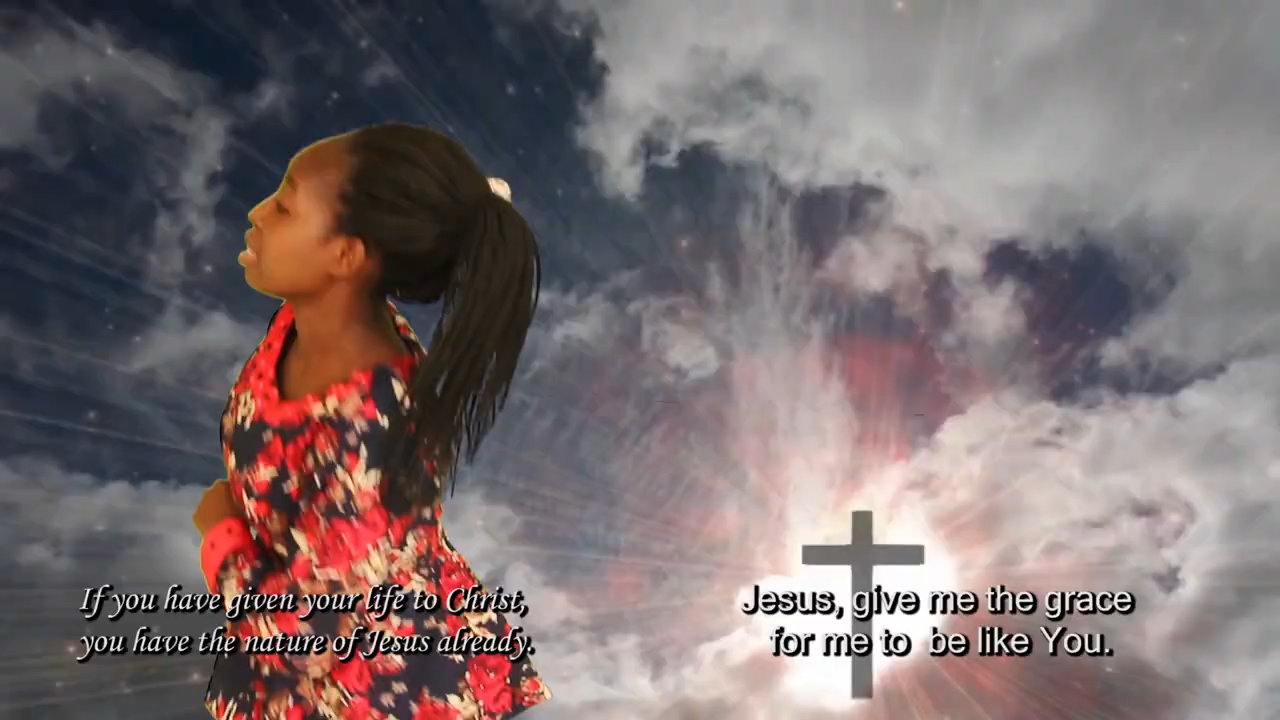 If you have given your life to Christ,
you have the nature of Jesus already.
Jesus, give me the grace
for me to be like You.